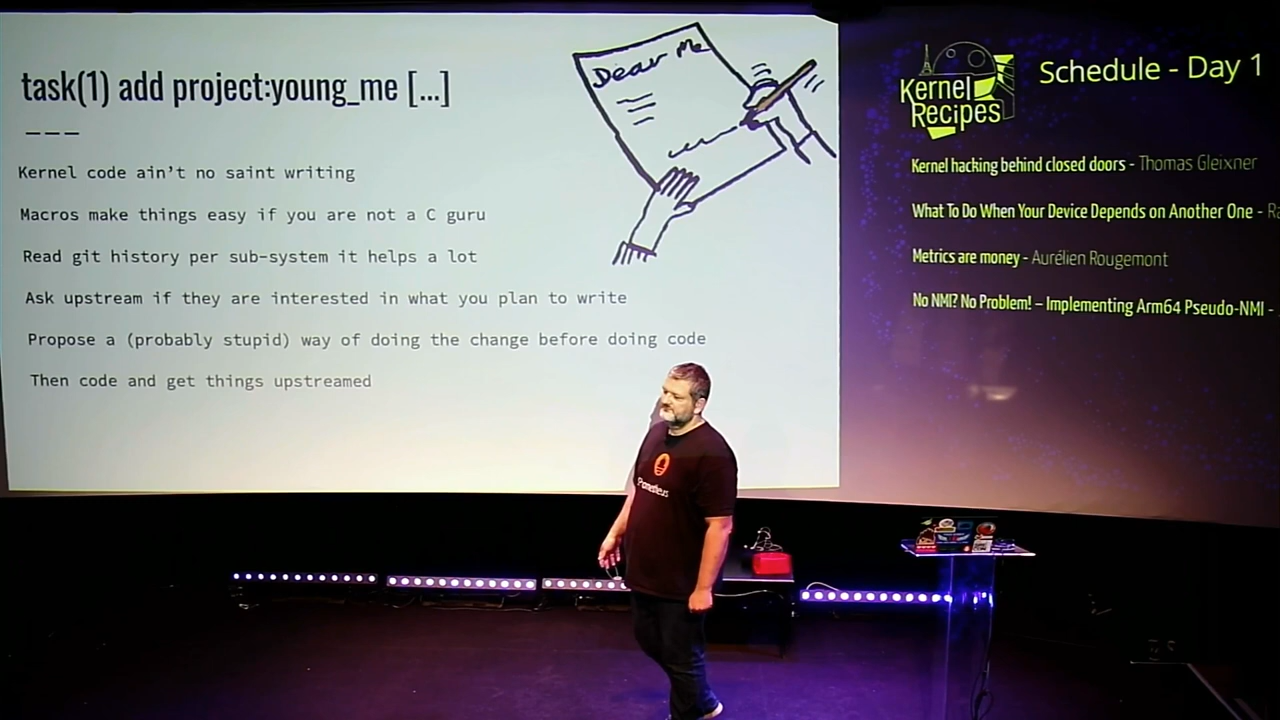 task(1) add project:young_me [...]
---
Kernel code ain't no saint writing
Macros make things easy if you are not a C guru
Read git history per sub-system it helps a lot
Ask upstream if they are interested in what you plan to write
Propose a (probably stupid) way of doing the change before doing code
Then code and get things upstreamed
Dear Me
Kernel
Recipes
Schedule - Day 1
Kernel hacking behind closed doors - Thomas Gleixner
What To Do When Your Device Depends on Another One - Ra
Metrics are money - Aurélien Rougemont
No NMI? No Problem! – Implementing Arm64 Pseudo-NMI -
Prometheus